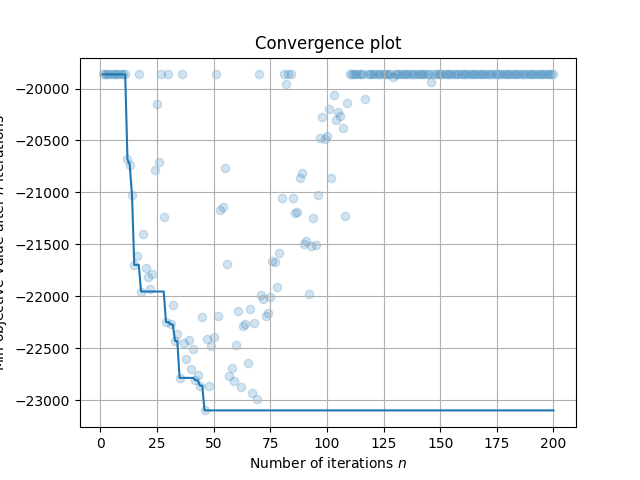 Convergence plot
Min objective value after n iterations
−20000
−20500
−21000
−21500
−22000
−22500
−23000
0 25 50 75 100 125 150 175 200
Number of iterations n